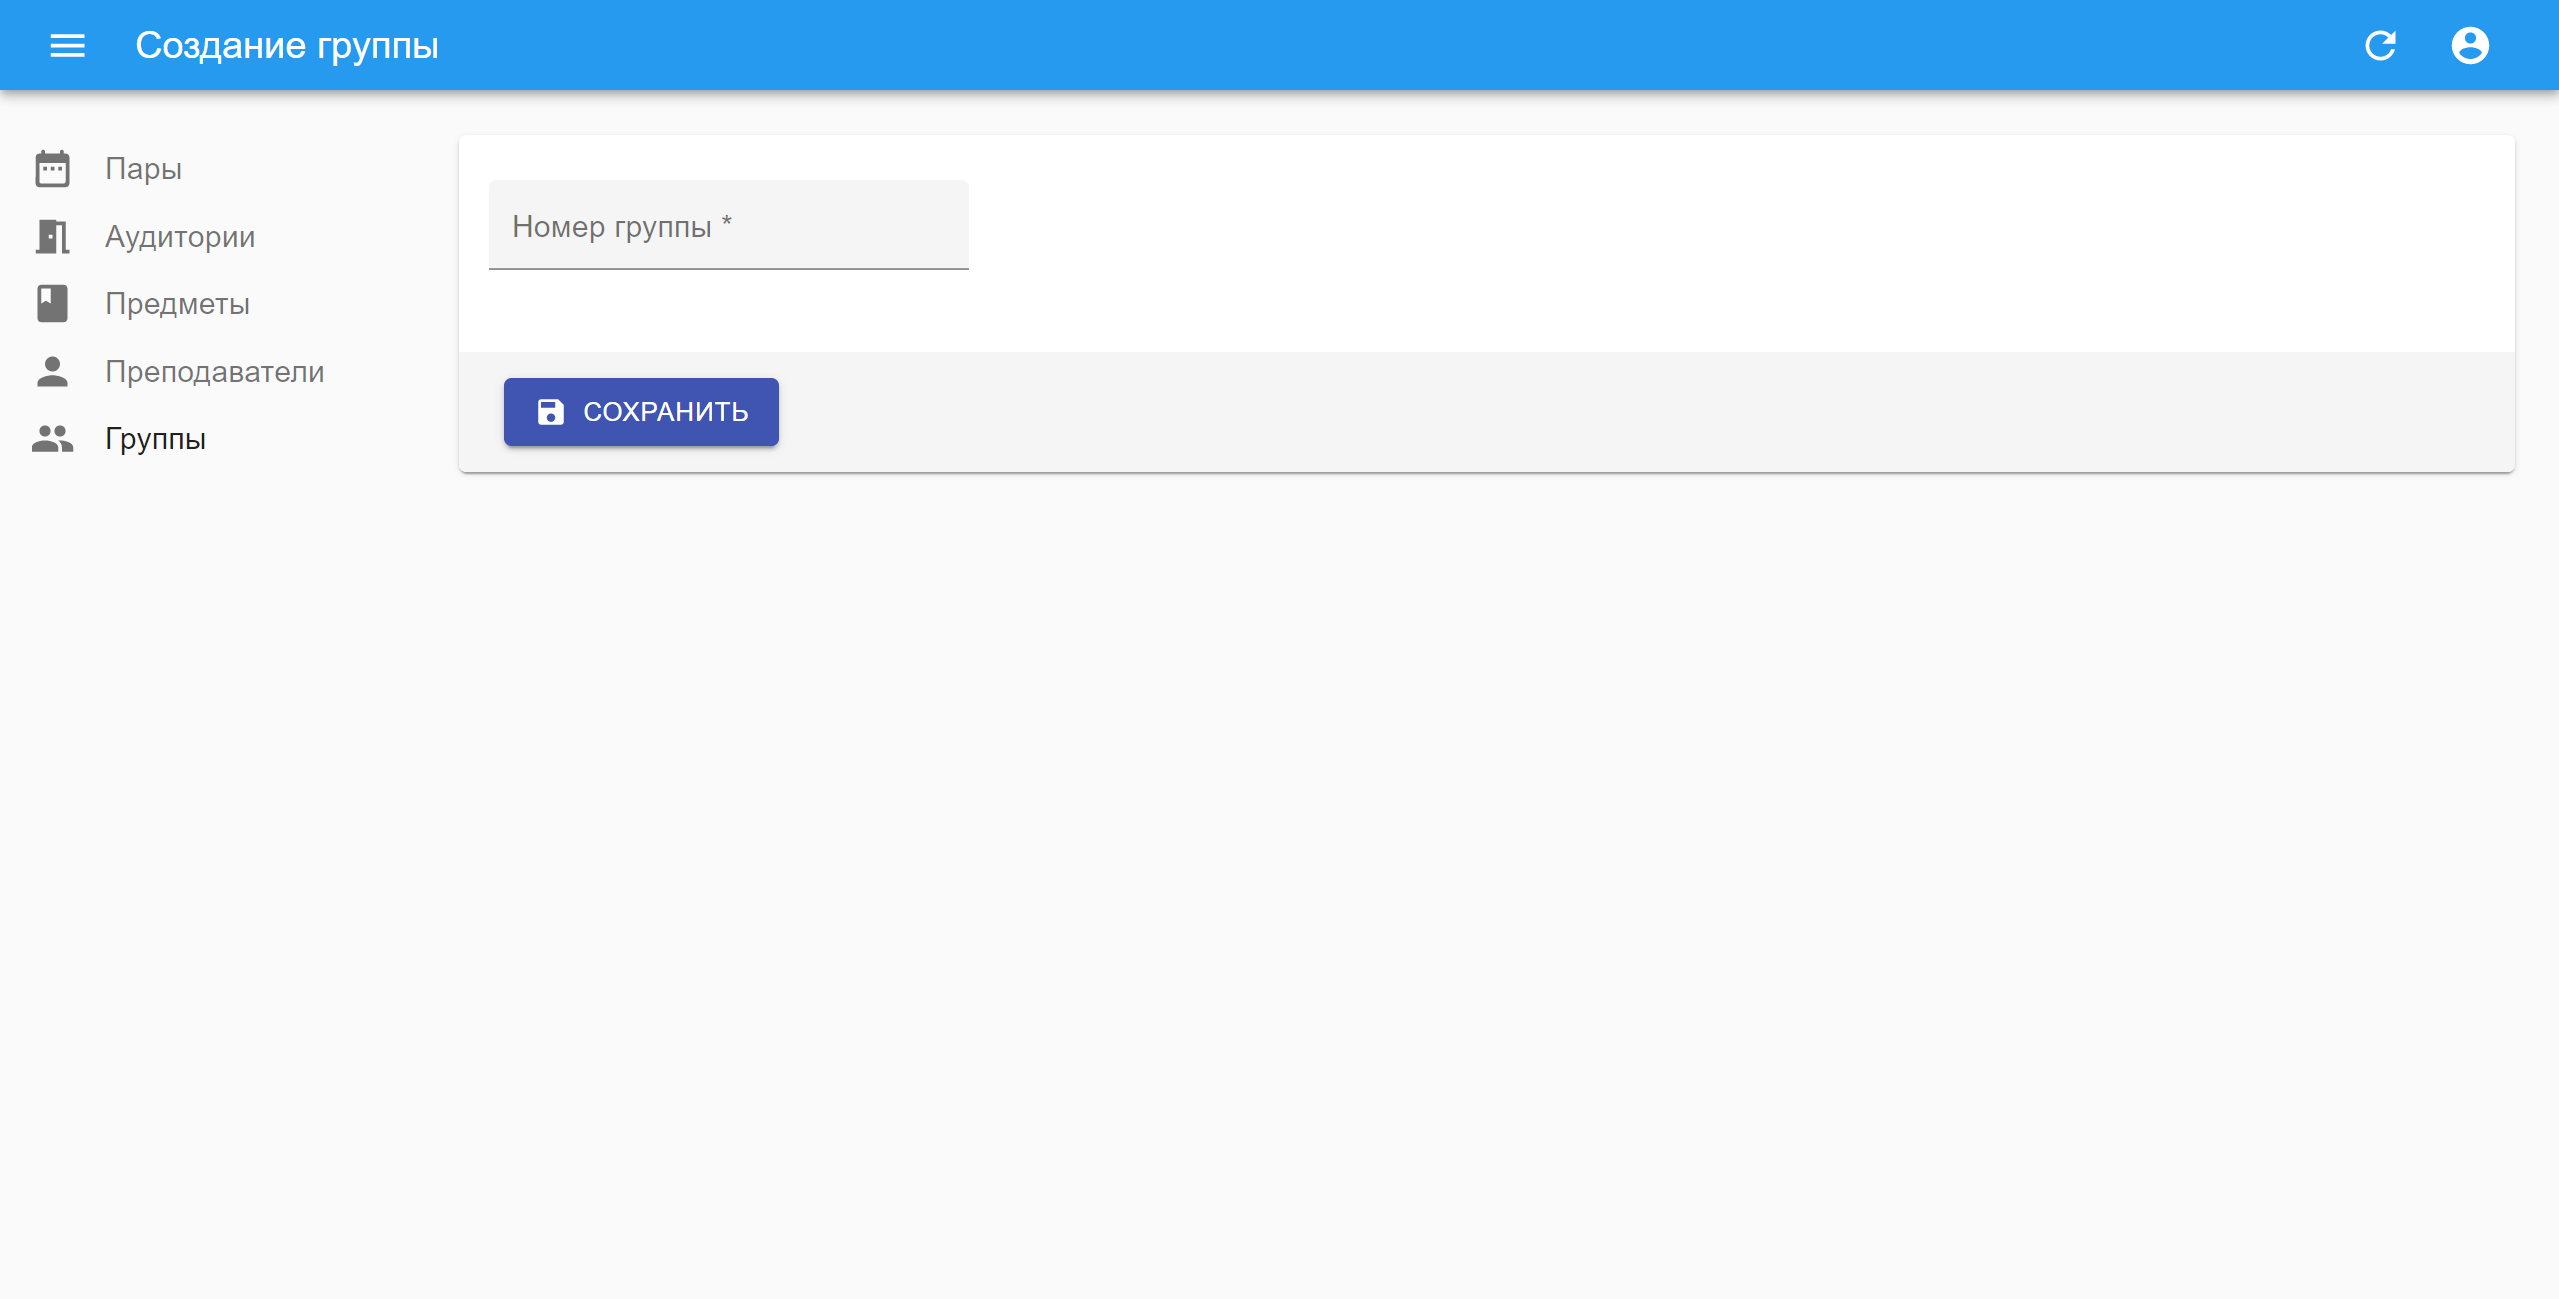 Создание группы
Пары
Аудитории
Предметы
Преподаватели
Группы
Номер группы *
СОХРАНИТЬ